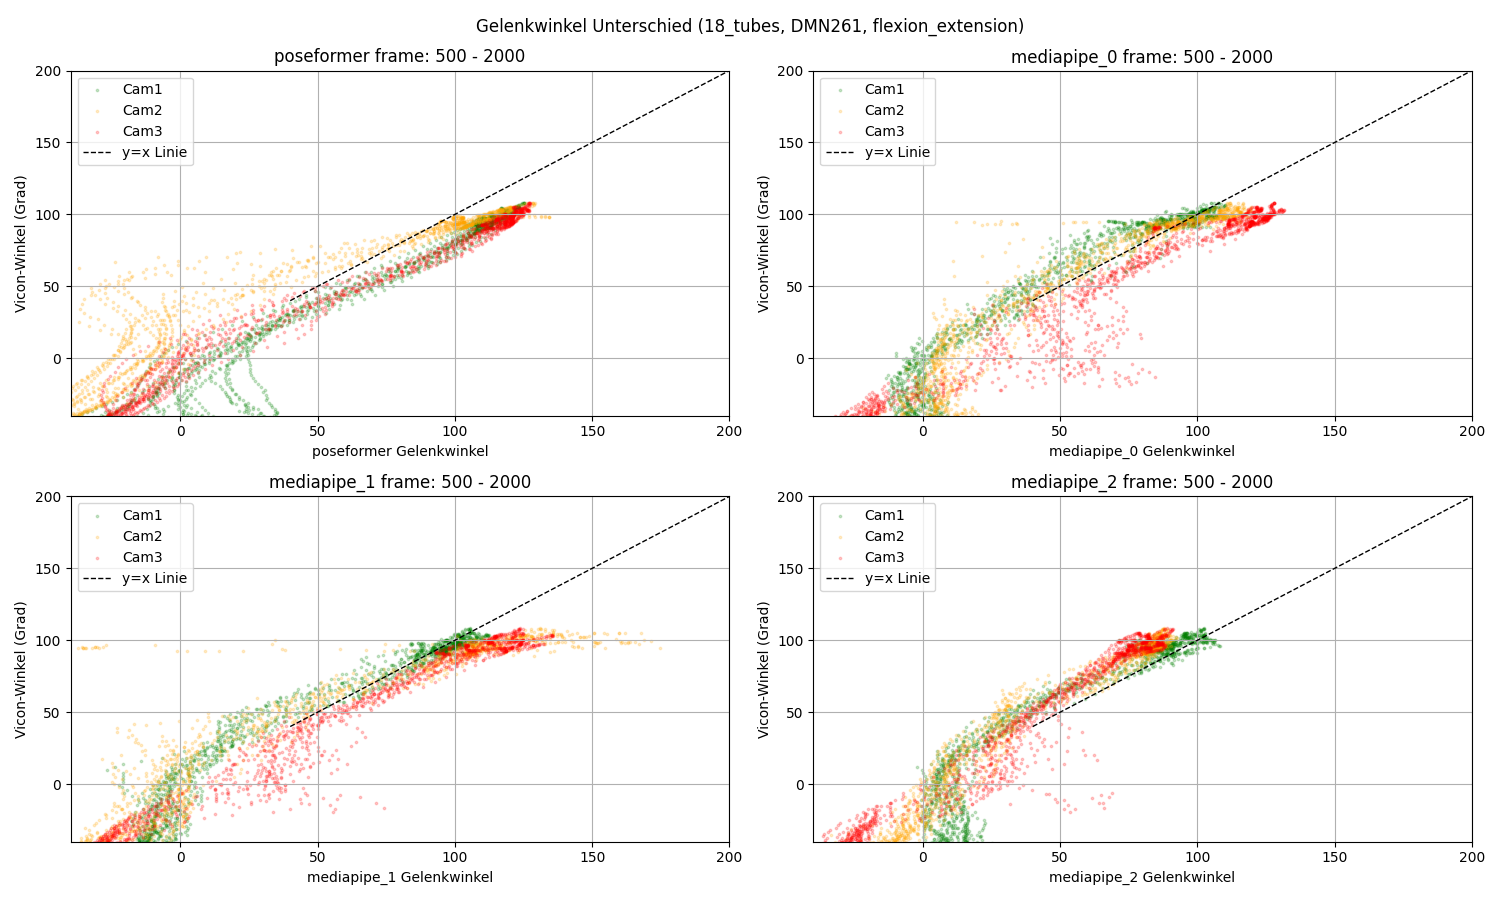 Gelenkwinkel Unterschied (18_tubes, DMN261, flexion_extension)
poseformer frame: 500 - 2000
200
150
100
50
0
Vicon-Winkel (Grad)
Cam1
Cam2
Cam3
y=x Linie
0 50 100 150 200
poseformer Gelenkwinkel
mediapipe_0 frame: 500 - 2000
200
150
100
50
0
Vicon-Winkel (Grad)
Cam1
Cam2
Cam3
y=x Linie
0 50 100 150 200
mediapipe_0 Gelenkwinkel
mediapipe_1 frame: 500 - 2000
200
150
100
50
0
Vicon-Winkel (Grad)
Cam1
Cam2
Cam3
y=x Linie
0 50 100 150 200
mediapipe_1 Gelenkwinkel
mediapipe_2 frame: 500 - 2000
200
150
100
50
0
Vicon-Winkel (Grad)
Cam1
Cam2
Cam3
y=x Linie
0 50 100 150 200
mediapipe_2 Gelenkwinkel